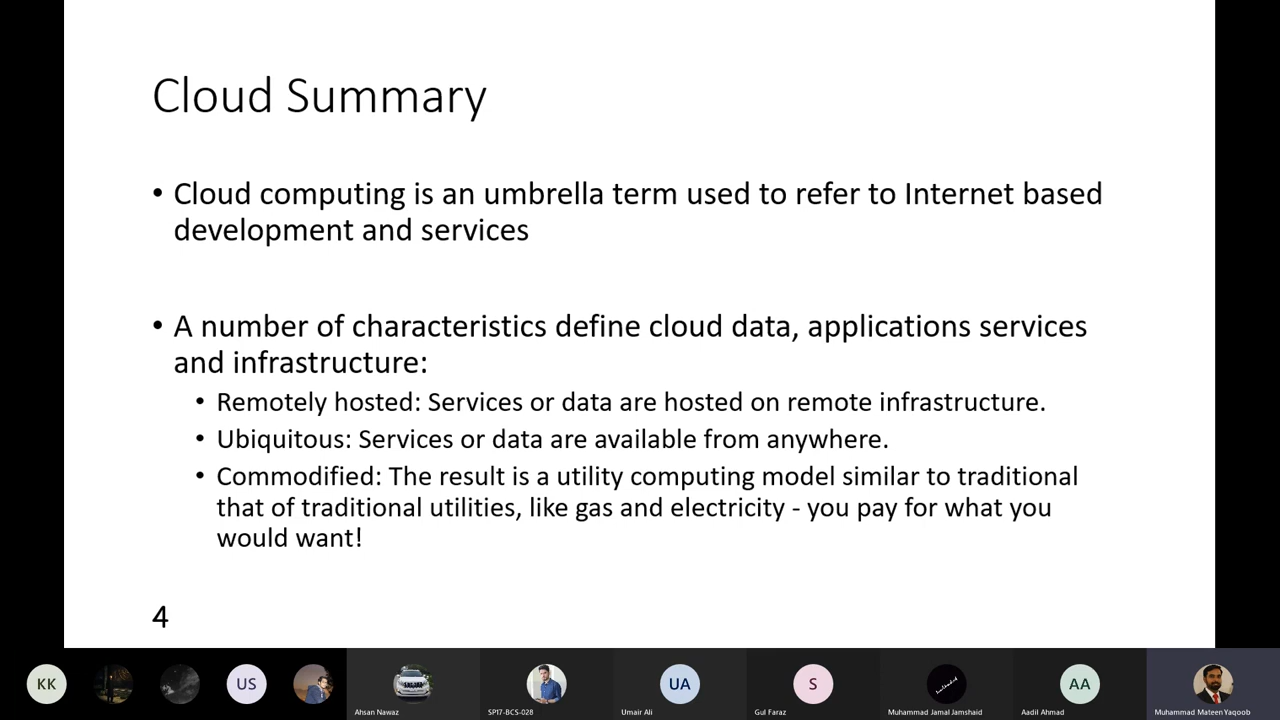 Cloud Summary
• Cloud computing is an umbrella term used to refer to Internet based
development and services
• A number of characteristics define cloud data, applications services
and infrastructure:
• Remotely hosted: Services or data are hosted on remote infrastructure.
• Ubiquitous: Services or data are available from anywhere.
• Commodified: The result is a utility computing model similar to traditional
that of traditional utilities, like gas and electricity - you pay for what you
would want!
4
KK
US
UA
S
AA
Ahsan Nawaz
SP17-BCS-028
Umair Ali
Gul Faraz
Muhammad Jamal Jamshaid
Aadil Ahmad
Muhammad Mateen Yaqoob